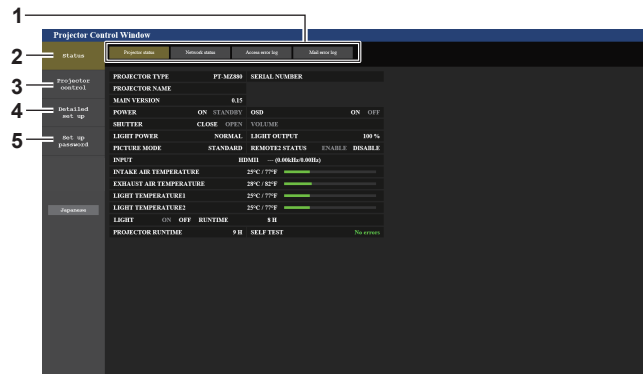 1
Projector Control Window
2
Status
Projector status Network status Access error log Mail error log
3
Projector
control
4
Detailed
set up
5
Set up
password
Japanese
PROJECTOR TYPE PT-MZ880 SERIAL NUMBER
PROJECTOR NAME
MAIN VERSION 0.15
POWER ON STANDBY OSD ON OFF
SHUTTER CLOSE OPEN VOLUME
LIGHT POWER NORMAL LIGHT OUTPUT 100 %
PICTURE MODE STANDARD REMOTE2 STATUS ENABLE DISABLE
INPUT HDMI1 --- (0.00kHz/0.00Hz)
INTAKE AIR TEMPERATURE 25°C / 77°F
EXHAUST AIR TEMPERATURE 28°C / 82°F
LIGHT TEMPERATURE1 25°C / 77°F
LIGHT TEMPERATURE2 25°C / 77°F
LIGHT ON OFF RUNTIME 8 H
PROJECTOR RUNTIME 9 H SELF TEST No errors